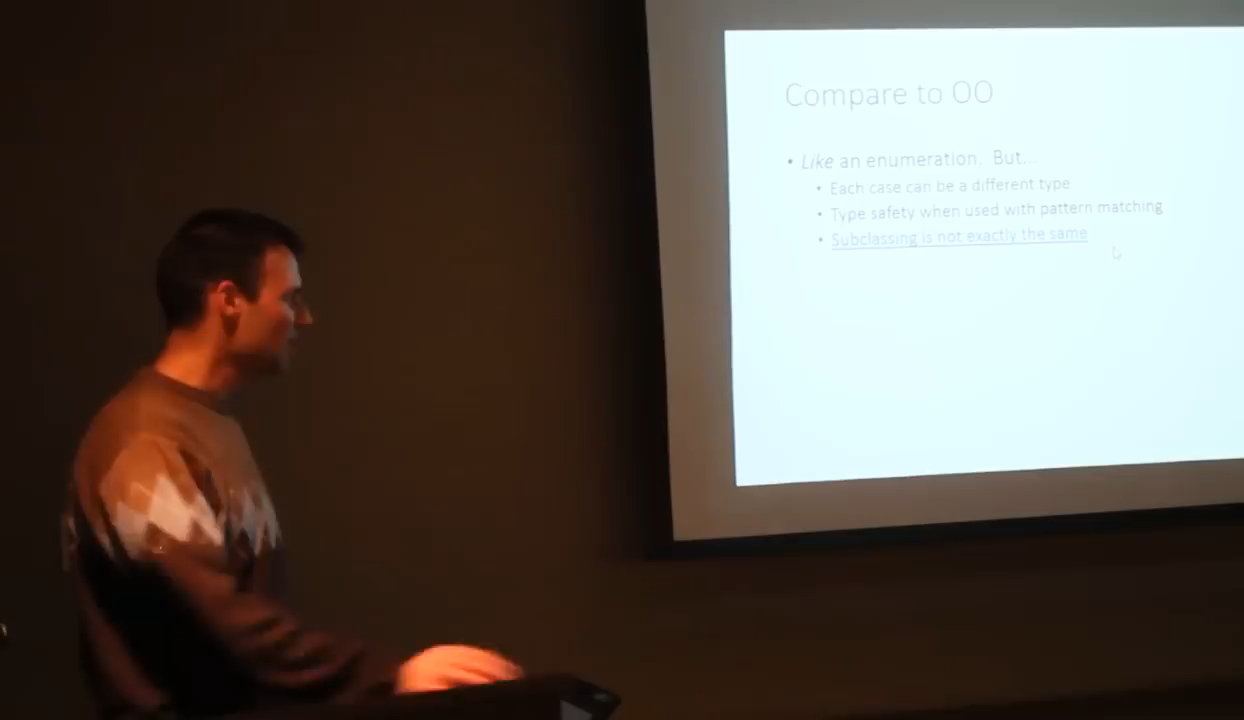 Compare to OO
• Like an enumeration. But...
• Each case can be a different type
• Type safety when used with pattern matching
• Subclassing is not exactly the same